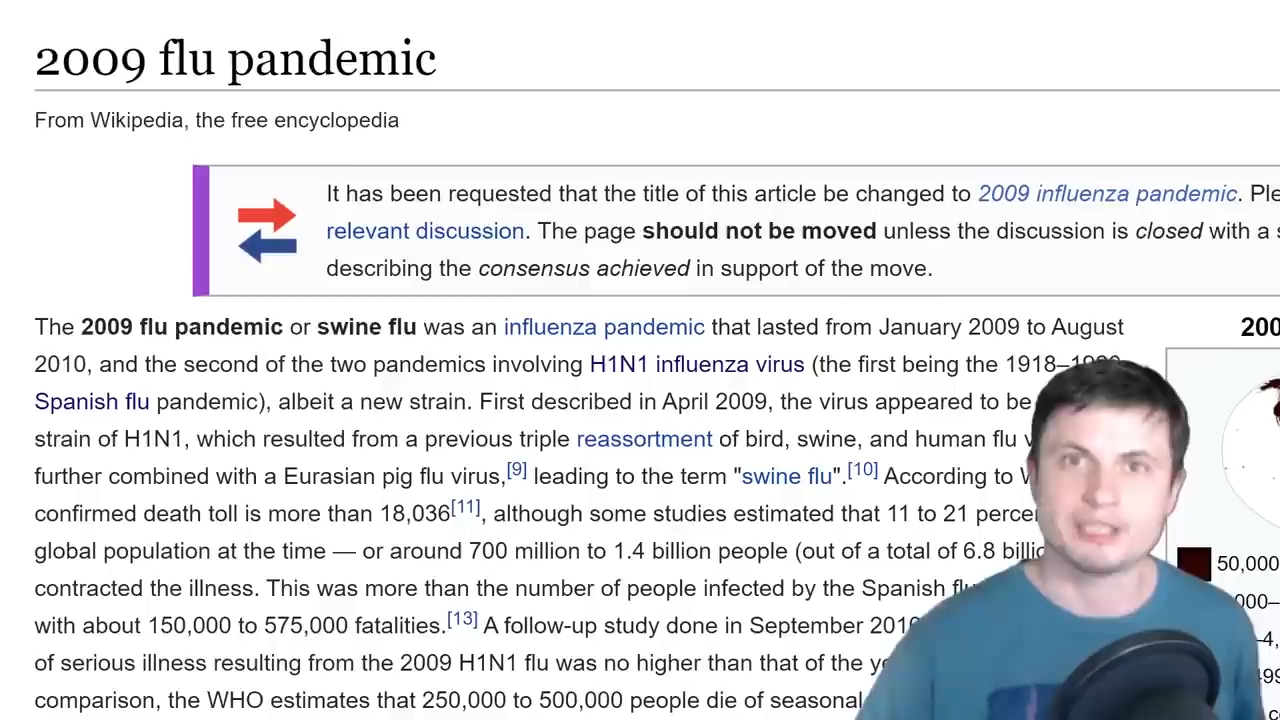 2009 flu pandemic
From Wikipedia, the free encyclopedia
It has been requested that the title of this article be changed to 2009 influenza pandemic. Ple
relevant discussion. The page should not be moved unless the discussion is closed with a s
describing the consensus achieved in support of the move.
The 2009 flu pandemic or swine flu was an influenza pandemic that lasted from January 2009 to August
200
2010, and the second of the two pandemics involving H1N1 influenza virus (the first being the 1918–1920
Spanish flu pandemic), albeit a new strain. First described in April 2009, the virus appeared to be
strain of H1N1, which resulted from a previous triple reassortment of bird, swine, and human flu v
further combined with a Eurasian pig flu virus,[9] leading to the term "swine flu".[10] According to W
confirmed death toll is more than 18,036[11], although some studies estimated that 11 to 21 percen
global population at the time — or around 700 million to 1.4 billion people (out of a total of 6.8 billio
50,000
contracted the illness. This was more than the number of people infected by the Spanish flu
000–
with about 150,000 to 575,000 fatalities.[13] A follow-up study done in September 2010
–4,
of serious illness resulting from the 2009 H1N1 flu was no higher than that of the ye
499
comparison, the WHO estimates that 250,000 to 500,000 people die of seasonal